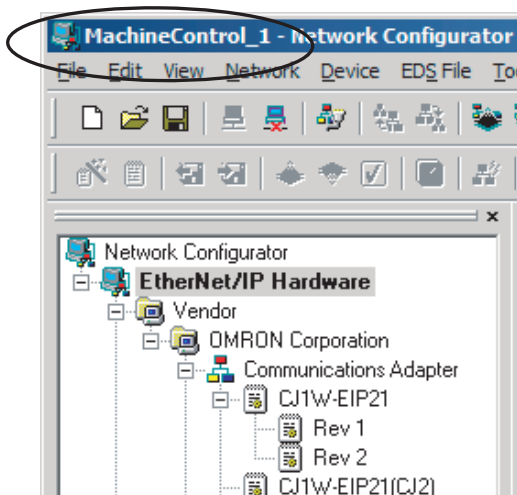 MachineControl_1 - Network Configurator
File Edit View Network Device EDS File
Network Configurator
EtherNet/IP Hardware
Vendor
OMRON Corporation
Communications Adapter
CJ1W-EIP21
Rev 1
Rev 2
CJ1W-EIP21(CJ2)